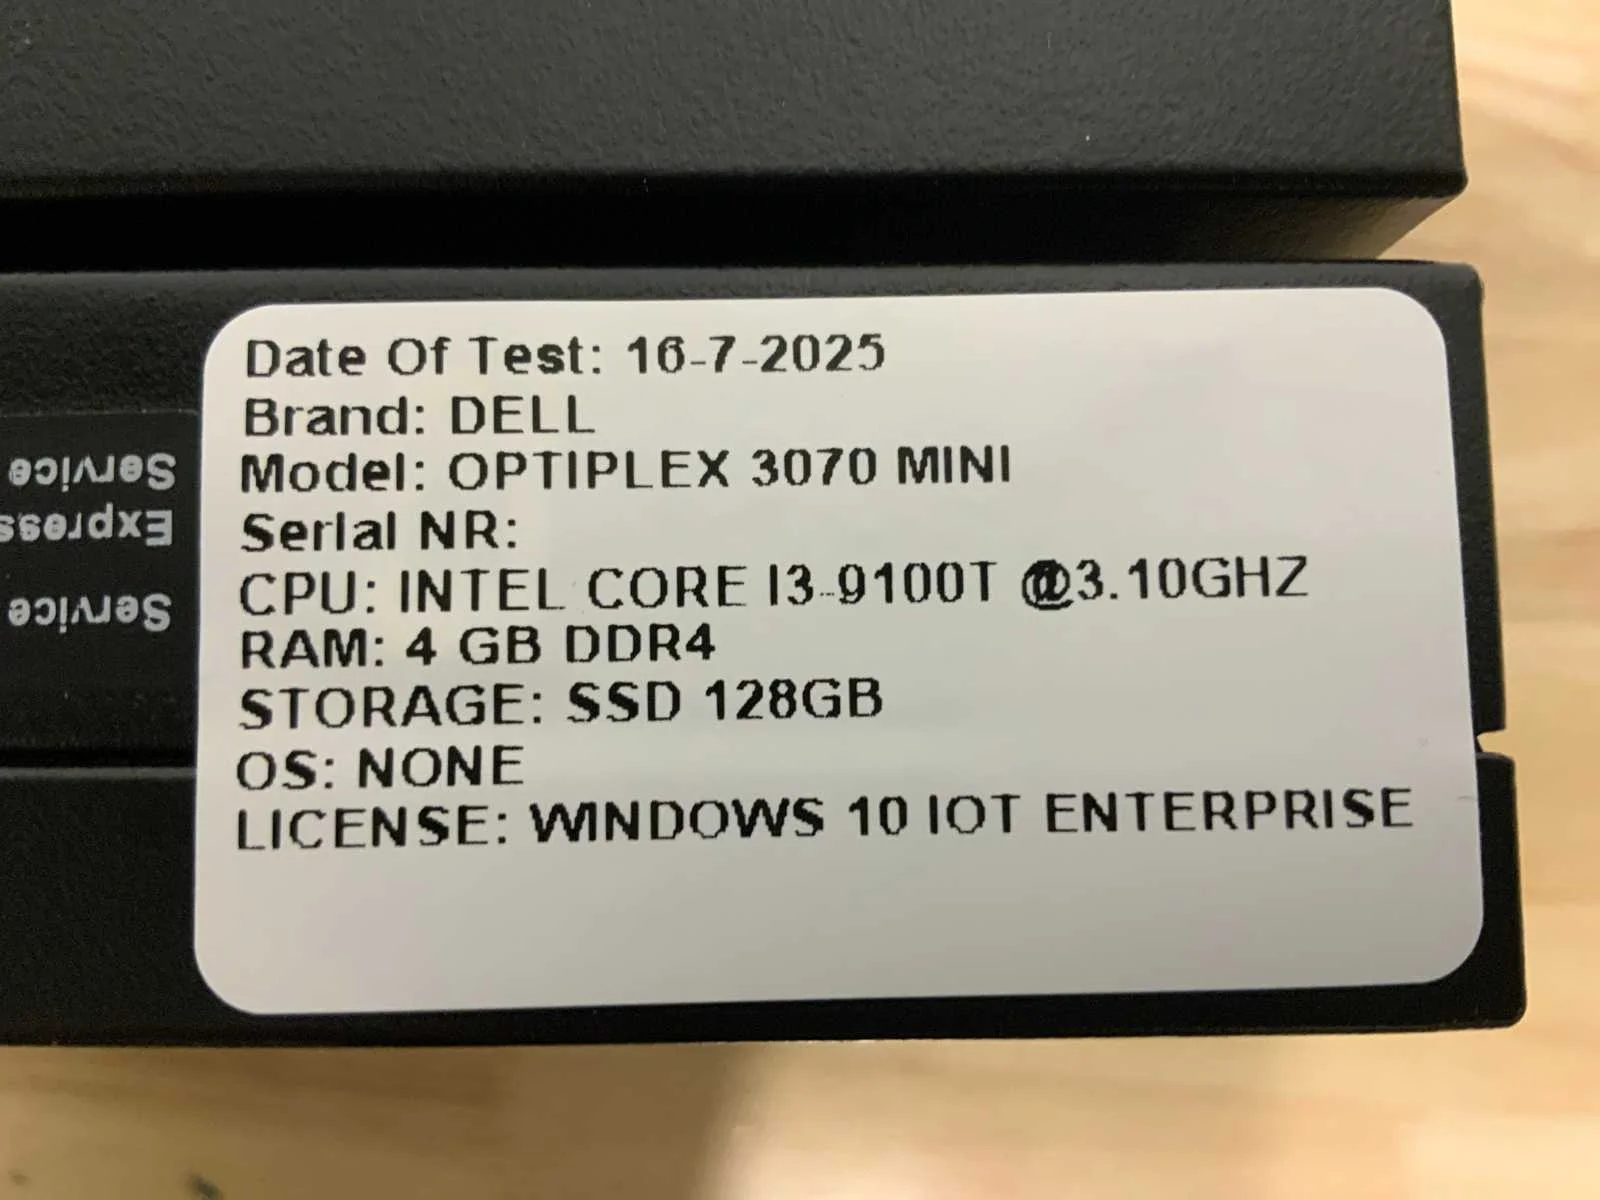 Date Of Test: 16-7-2025
Brand: DELL
Model: OPTIPLEX 3070 MINI
Serial NR:
CPU: INTEL CORE I3-9100T @3.10GHZ
RAM: 4 GB DDR4
STORAGE: SSD 128GB
OS: NONE
LICENSE: WINDOWS 10 IOT ENTERPRISE
Service
Express
Service